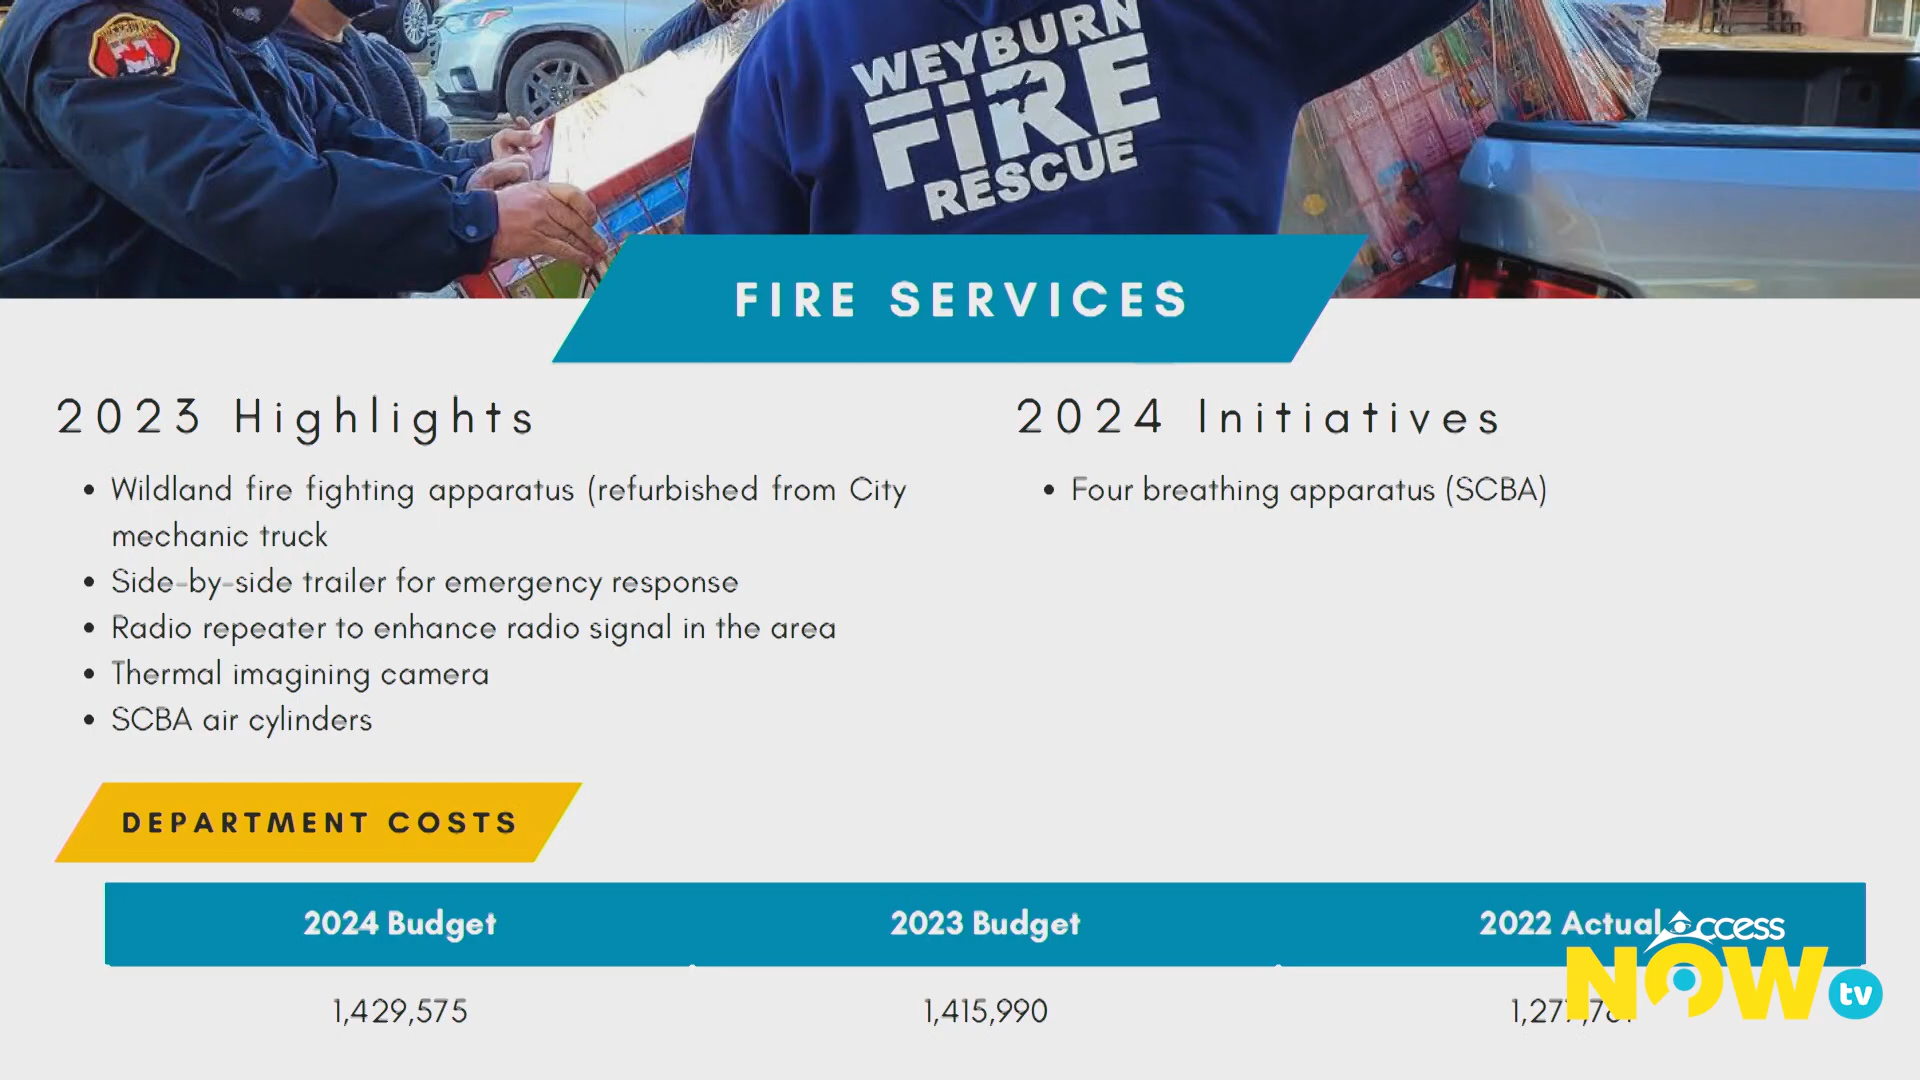 WEYBURN
FIRE
RESCUE
FIRE SERVICES
2023 Highlights
• Wildland fire fighting apparatus (refurbished from City
mechanic truck
• Side-by-side trailer for emergency response
• Radio repeater to enhance radio signal in the area
• Thermal imagining camera
• SCBA air cylinders
2024 Initiatives
• Four breathing apparatus (SCBA)
DEPARTMENT COSTS
2024 Budget 2023 Budget 2022 Actual
1,429,575 1,415,990
Access
NOW tv